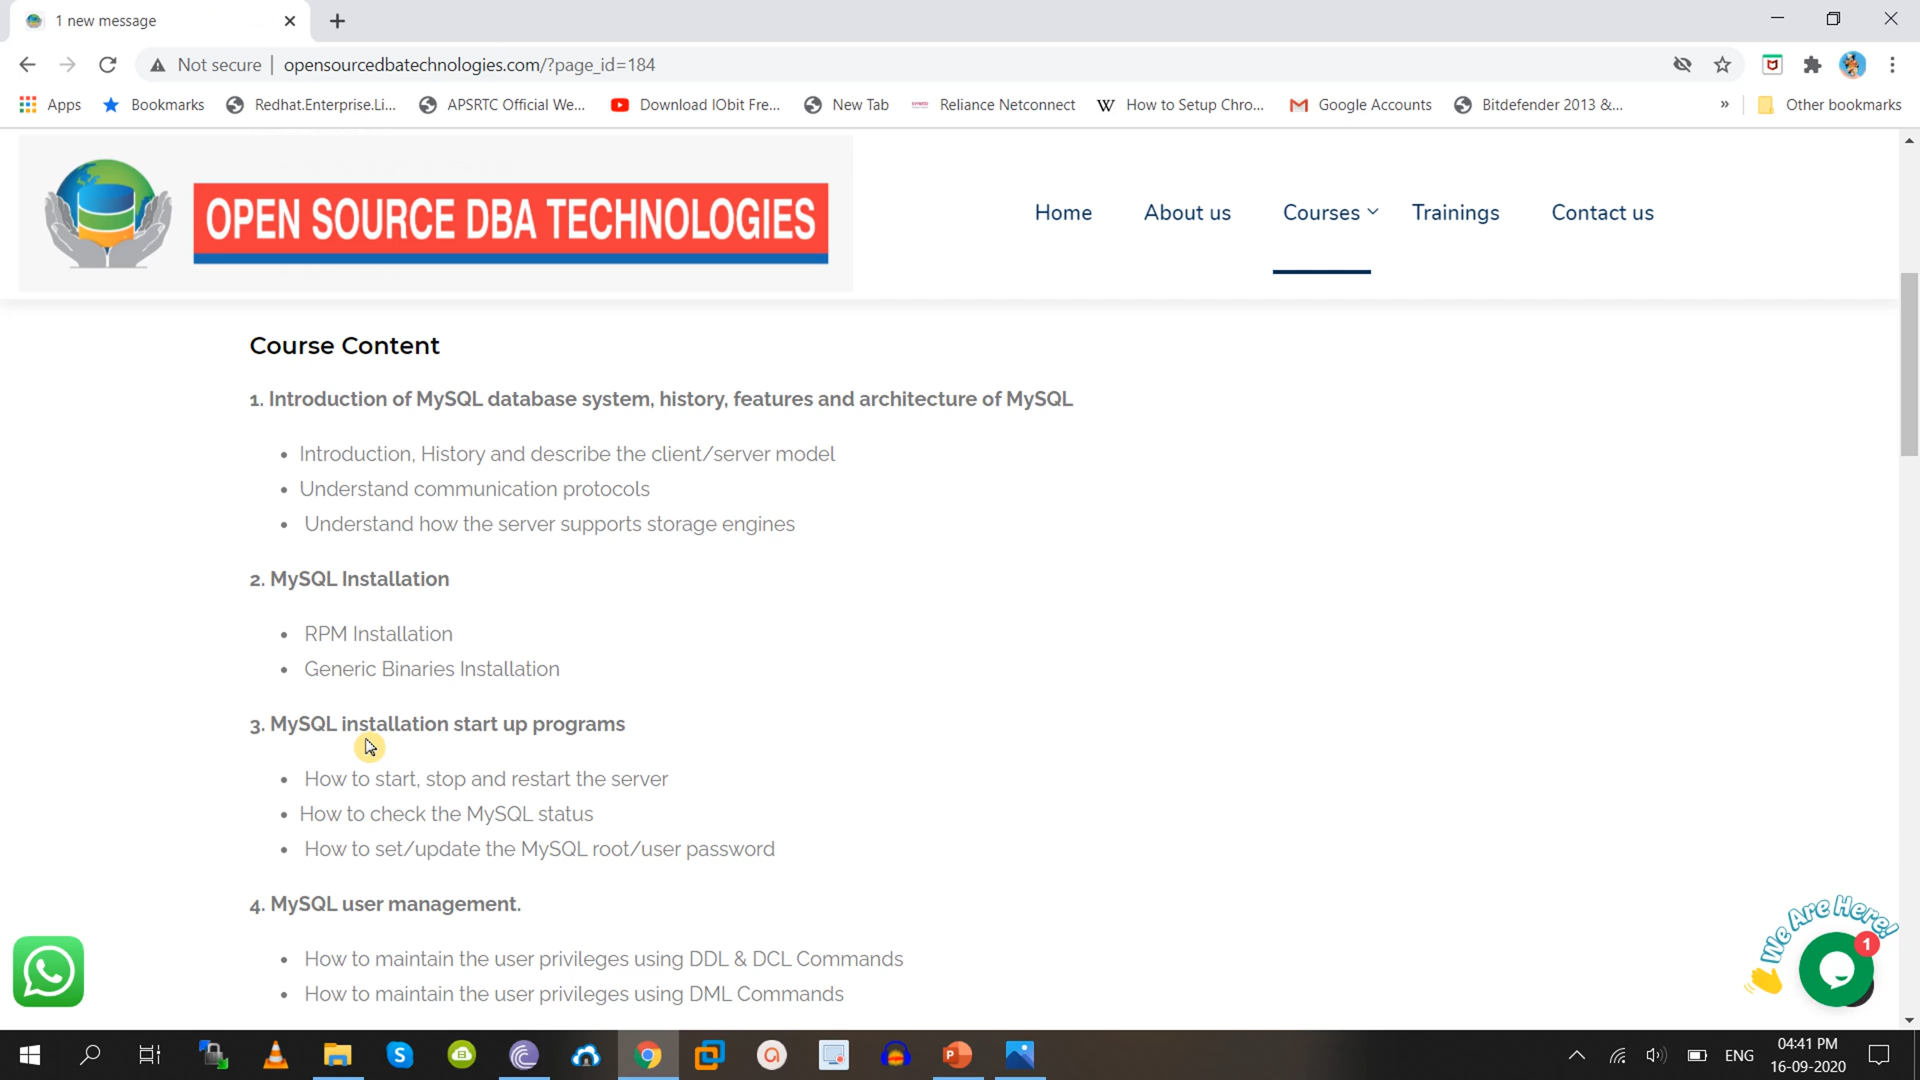 1 new message
Not secure
opensourcedbatechnologies.com/?page_id=184
Apps
Bookmarks
Redhat.Enterprise.Li...
APSRTC Official We...
Download IObit Fre...
New Tab
Reliance Netconnect
W
How to Setup Chro...
Google Accounts
Bitdefender 2013 &...
»
Other bookmarks
OPEN SOURCE DBA TECHNOLOGIES
Home
About us
Courses
Trainings
Contact us
Course Content
1. Introduction of MySQL database system, history, features and architecture of MySQL
• Introduction, History and describe the client/server model
• Understand communication protocols
• Understand how the server supports storage engines
2. MySQL Installation
• RPM Installation
• Generic Binaries Installation
3. MySQL installation start up programs
• How to start, stop and restart the server
• How to check the MySQL status
• How to set/update the MySQL root/user password
4. MySQL user management.
• How to maintain the user privileges using DDL & DCL Commands
• How to maintain the user privileges using DML Commands
We Are Here!
1
ENG
04:41 PM
16-09-2020